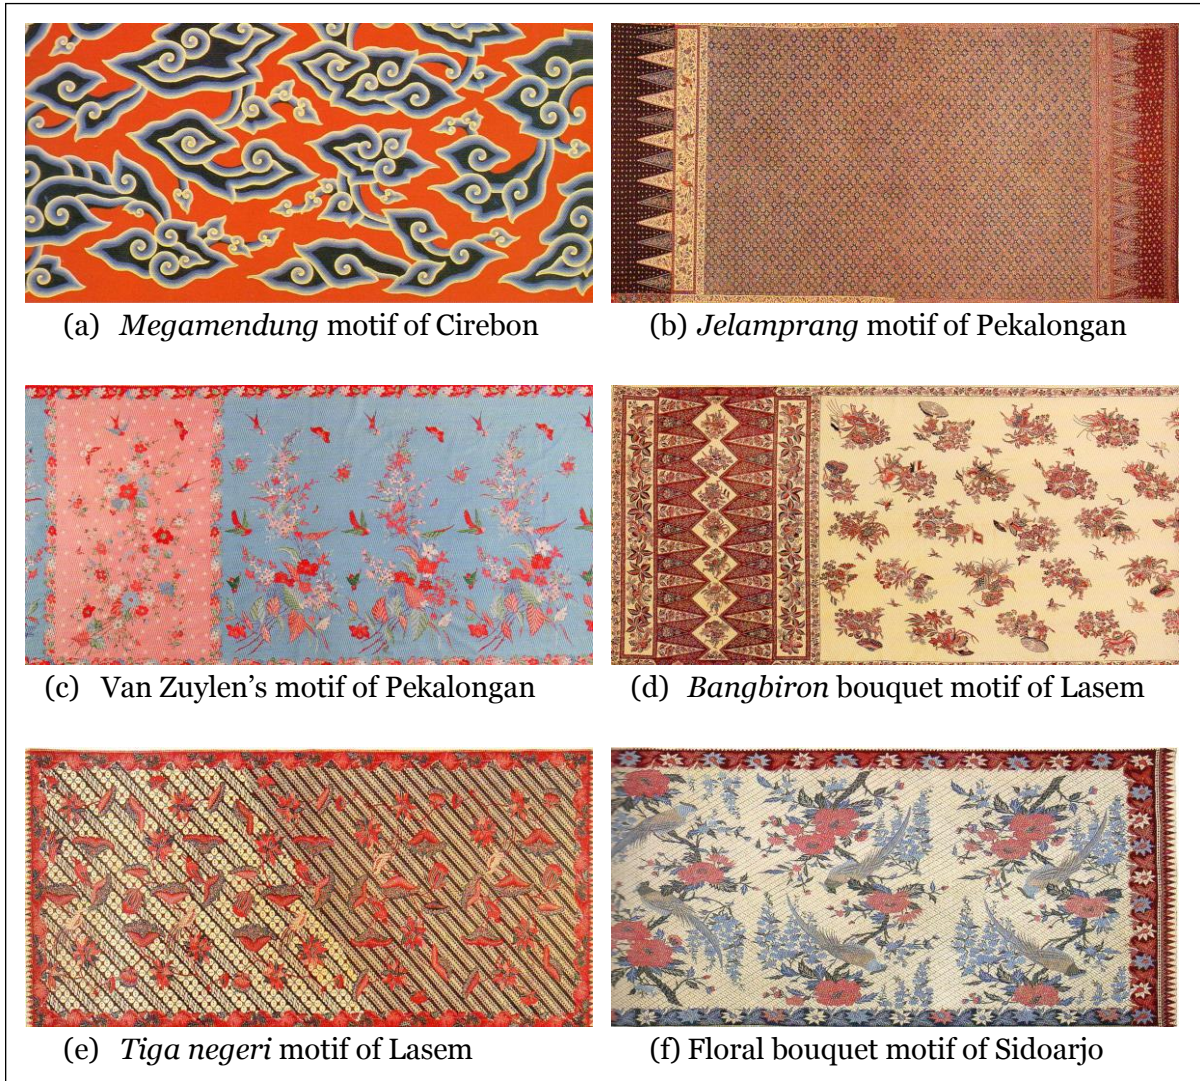 (a) Megamendung motif of Cirebon
(b) Jelamprang motif of Pekalongan
(c) Van Zuylen’s motif of Pekalongan
(d) Bangbiron bouquet motif of Lasem
(e) Tiga negeri motif of Lasem
(f) Floral bouquet motif of Sidoarjo